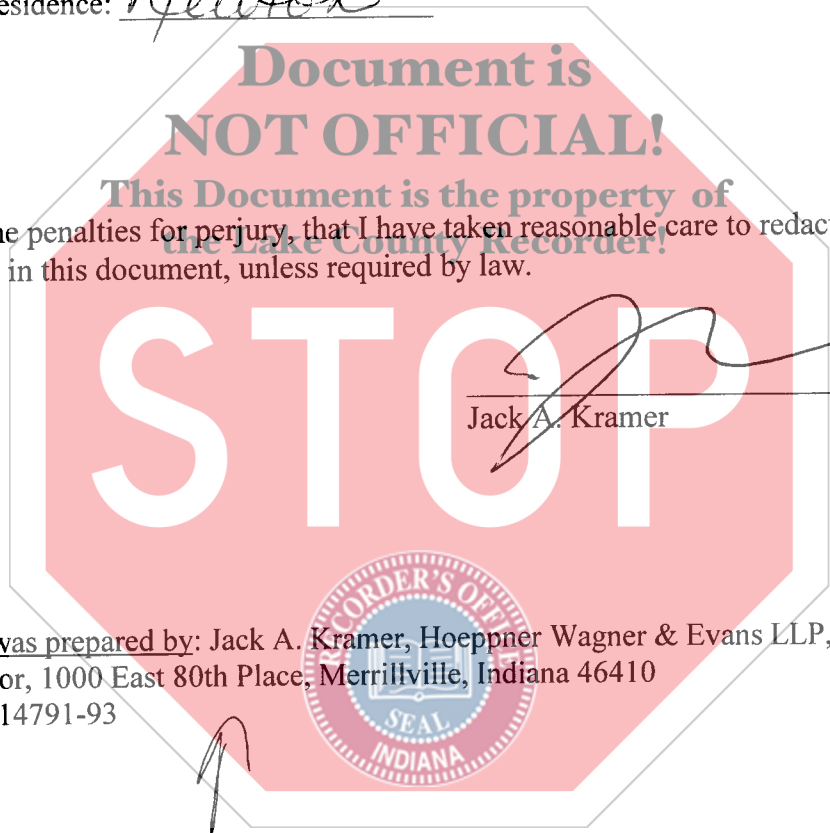 esidence: Newton
Document is
NOT OFFICIAL!
This Document is the property of
the Lake County Recorder!
ne penalties for perjury, that I have taken reasonable care to redac
in this document, unless required by law.
STOP
Jack A. Kramer
RECORDER'S OFFICE
SEAL
INDIANA
was prepared by: Jack A. Kramer, Hoeppner Wagner & Evans LLP,
or, 1000 East 80th Place, Merrillville, Indiana 46410
14791-93